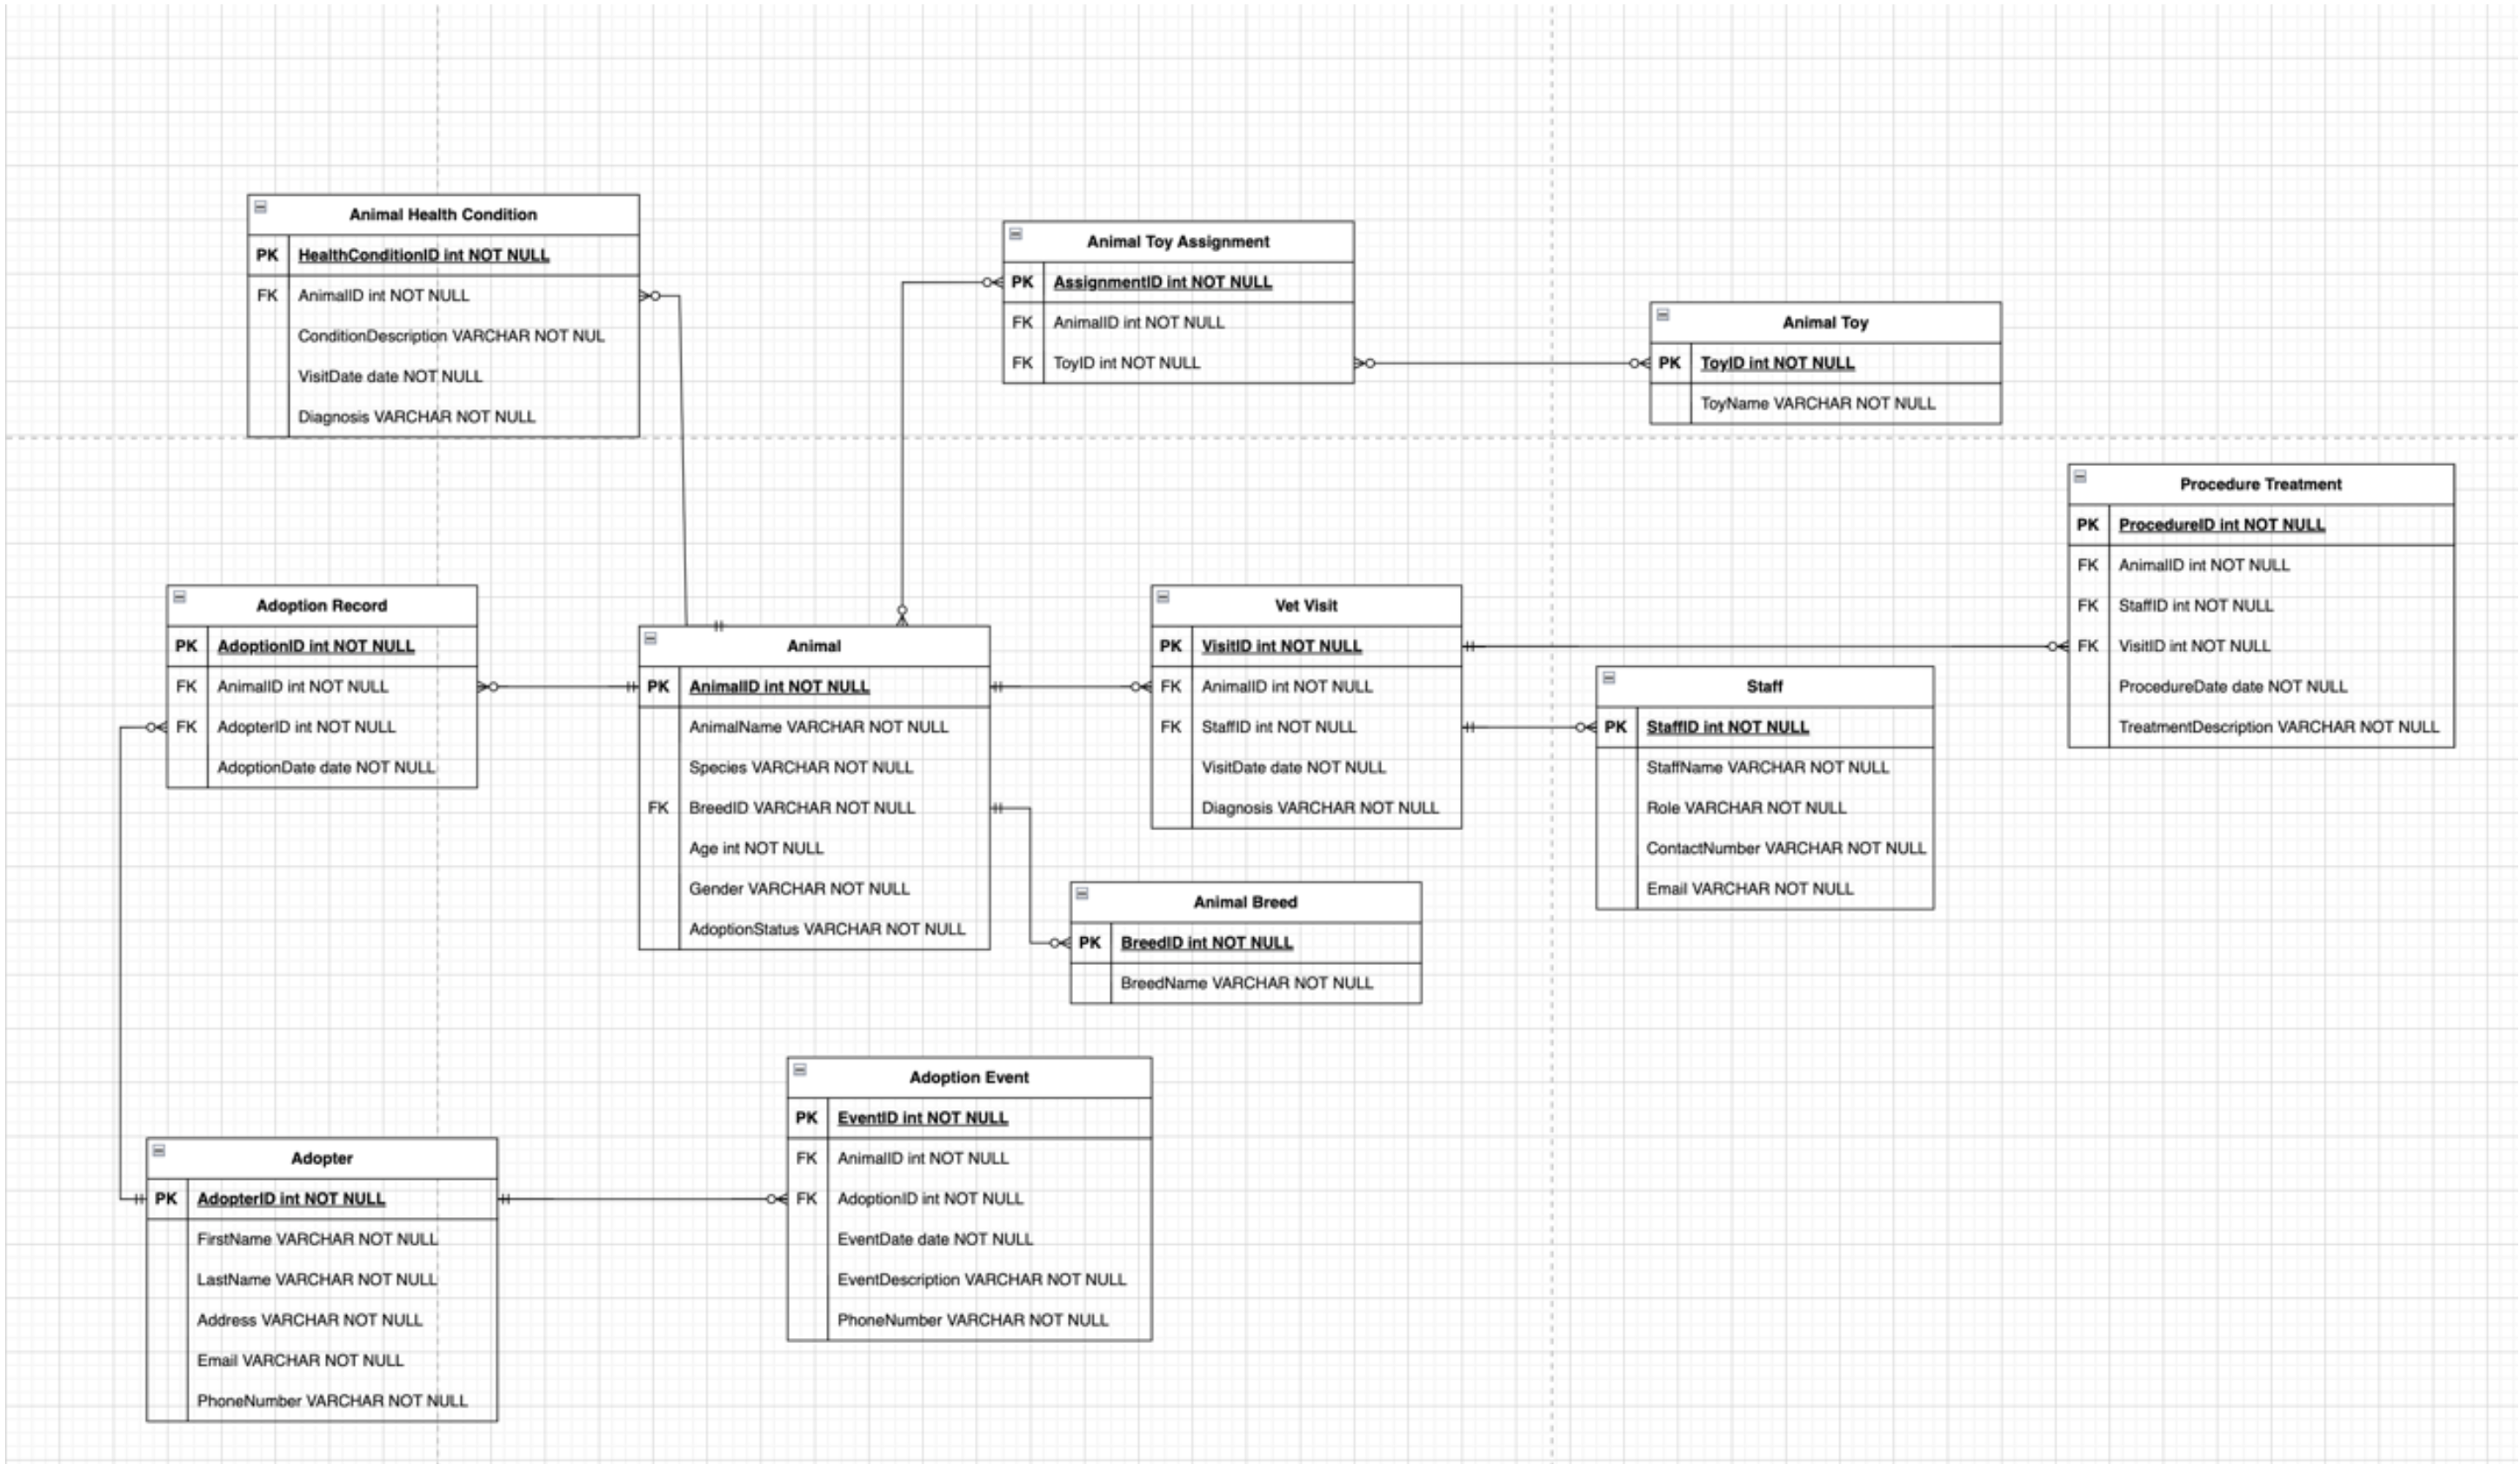 Animal Health Condition
PK HealthConditionID int NOT NULL
FK AnimalID int NOT NULL
ConditionDescription VARCHAR NOT NUL
VisitDate date NOT NULL
Diagnosis VARCHAR NOT NULL
Animal Toy Assignment
PK AssignmentID int NOT NULL
FK AnimalID int NOT NULL
FK ToyID int NOT NULL
Animal Toy
PK ToyID int NOT NULL
ToyName VARCHAR NOT NULL
Procedure Treatment
PK ProcedureID int NOT NULL
FK AnimalID int NOT NULL
FK StaffID int NOT NULL
FK VisitID int NOT NULL
ProcedureDate date NOT NULL
TreatmentDescription VARCHAR NOT NULL
Adoption Record
PK AdoptionID int NOT NULL
FK AnimalID int NOT NULL
FK AdopterID int NOT NULL
AdoptionDate date NOT NULL
Animal
PK AnimalID int NOT NULL
AnimalName VARCHAR NOT NULL
Species VARCHAR NOT NULL
FK BreedID VARCHAR NOT NULL
Age int NOT NULL
Gender VARCHAR NOT NULL
AdoptionStatus VARCHAR NOT NULL
Vet Visit
PK VisitID int NOT NULL
FK AnimalID int NOT NULL
FK StaffID int NOT NULL
VisitDate date NOT NULL
Diagnosis VARCHAR NOT NULL
Staff
PK StaffID int NOT NULL
StaffName VARCHAR NOT NULL
Role VARCHAR NOT NULL
ContactNumber VARCHAR NOT NULL
Email VARCHAR NOT NULL
Animal Breed
PK BreedID int NOT NULL
BreedName VARCHAR NOT NULL
Adoption Event
PK EventID int NOT NULL
FK AnimalID int NOT NULL
FK AdoptionID int NOT NULL
EventDate date NOT NULL
EventDescription VARCHAR NOT NULL
PhoneNumber VARCHAR NOT NULL
Adopter
PK AdopterID int NOT NULL
FirstName VARCHAR NOT NULL
LastName VARCHAR NOT NULL
Address VARCHAR NOT NULL
Email VARCHAR NOT NULL
PhoneNumber VARCHAR NOT NULL